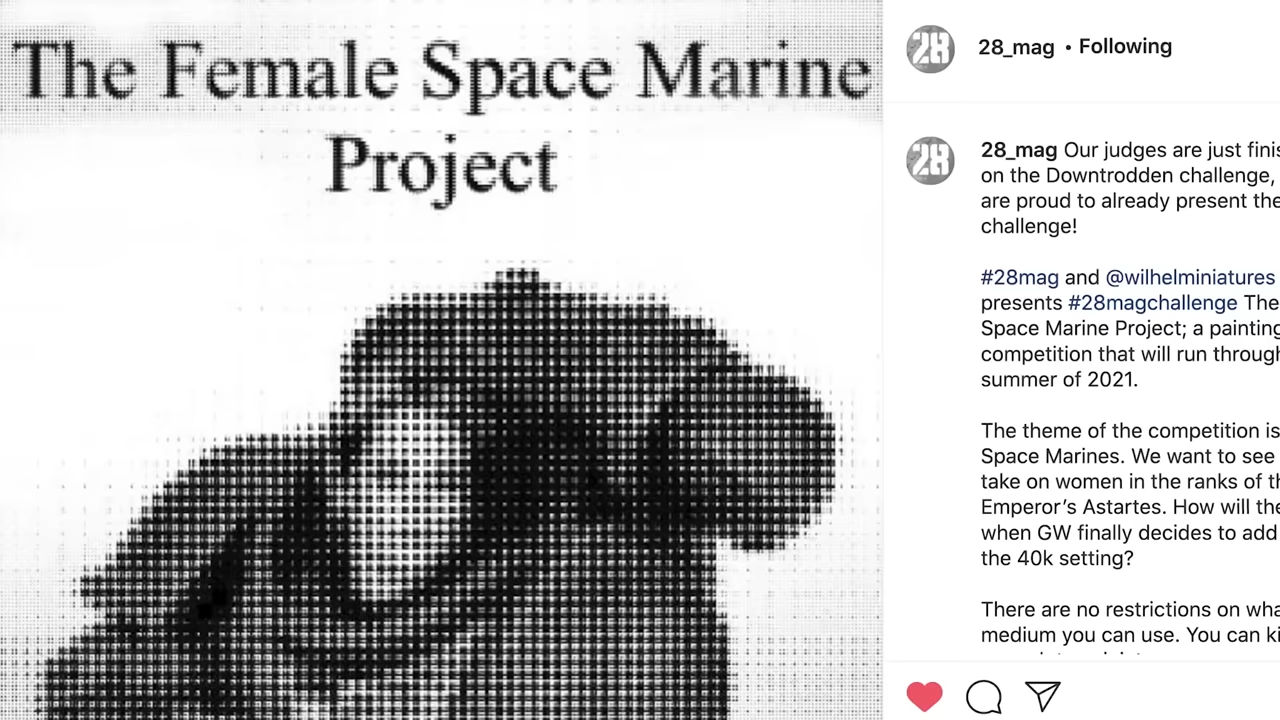 The Female Space Marine
Project
28
28_mag • Following
28
28_mag Our judges are just finis
on the Downtrodden challenge,
are proud to already present the
challenge!
#28mag and @wilhelminiatures
presents #28magchallenge The
Space Marine Project; a painting
competition that will run through
summer of 2021.
The theme of the competition is
Space Marines. We want to see
take on women in the ranks of th
Emperor’s Astartes. How will the
when GW finally decides to add
the 40k setting?
There are no restrictions on wha
medium you can use. You can ki